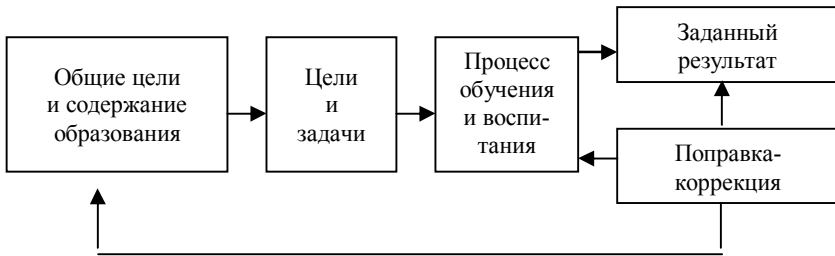 Общие цели
и содержание
образования
Цели
и
задачи
Процесс
обучения
и воспи-
тания
Заданный
результат
Поправка-
коррекция